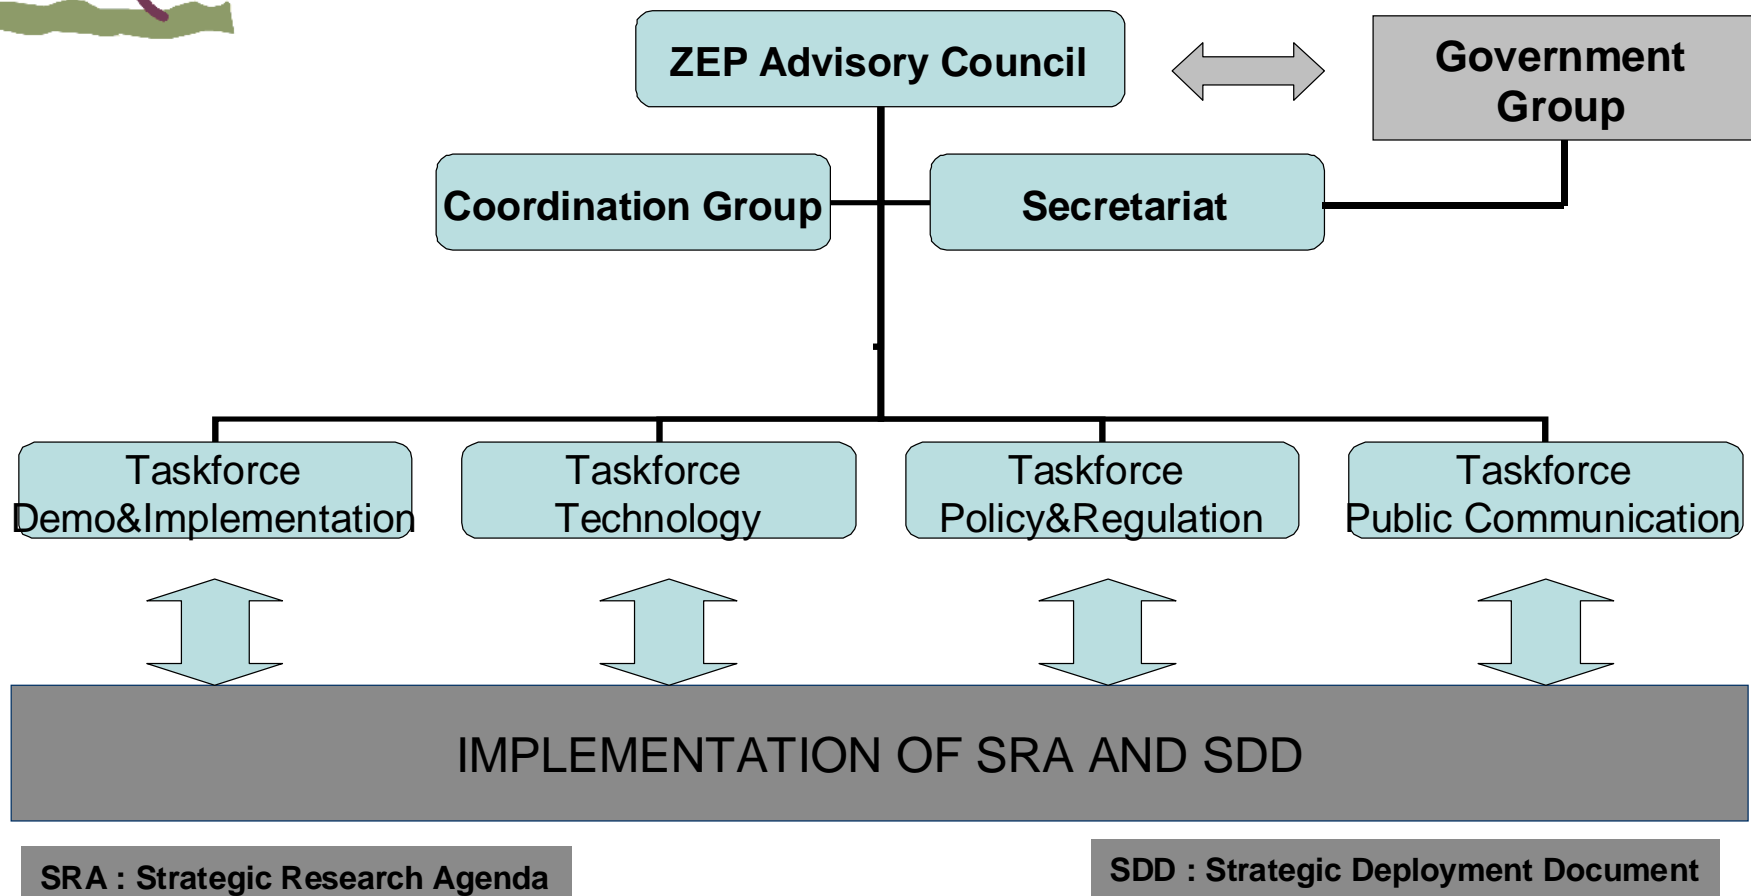 ZEP Advisory Council
Government
Group
Coordination Group
Secretariat
Taskforce
Demo&Implementation
Taskforce
Technology
Taskforce
Policy&Regulation
Taskforce
Public Communication
IMPLEMENTATION OF SRA AND SDD
SRA : Strategic Research Agenda
SDD : Strategic Deployment Document